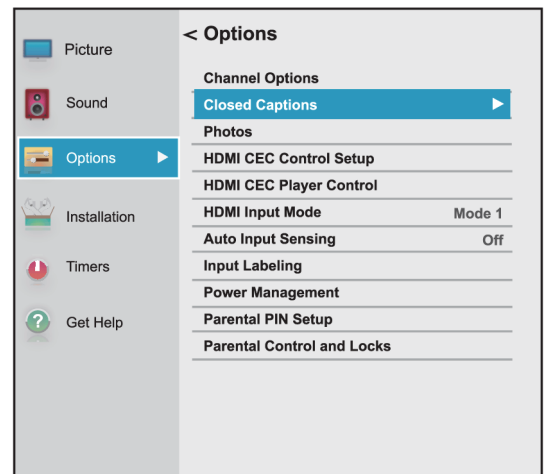 Picture
Sound
Options
Installation
Timers
Get Help
< Options
Channel Options
Closed Captions
Photos
HDMI CEC Control Setup
HDMI CEC Player Control
HDMI Input Mode Mode 1
Auto Input Sensing Off
Input Labeling
Power Management
Parental PIN Setup
Parental Control and Locks